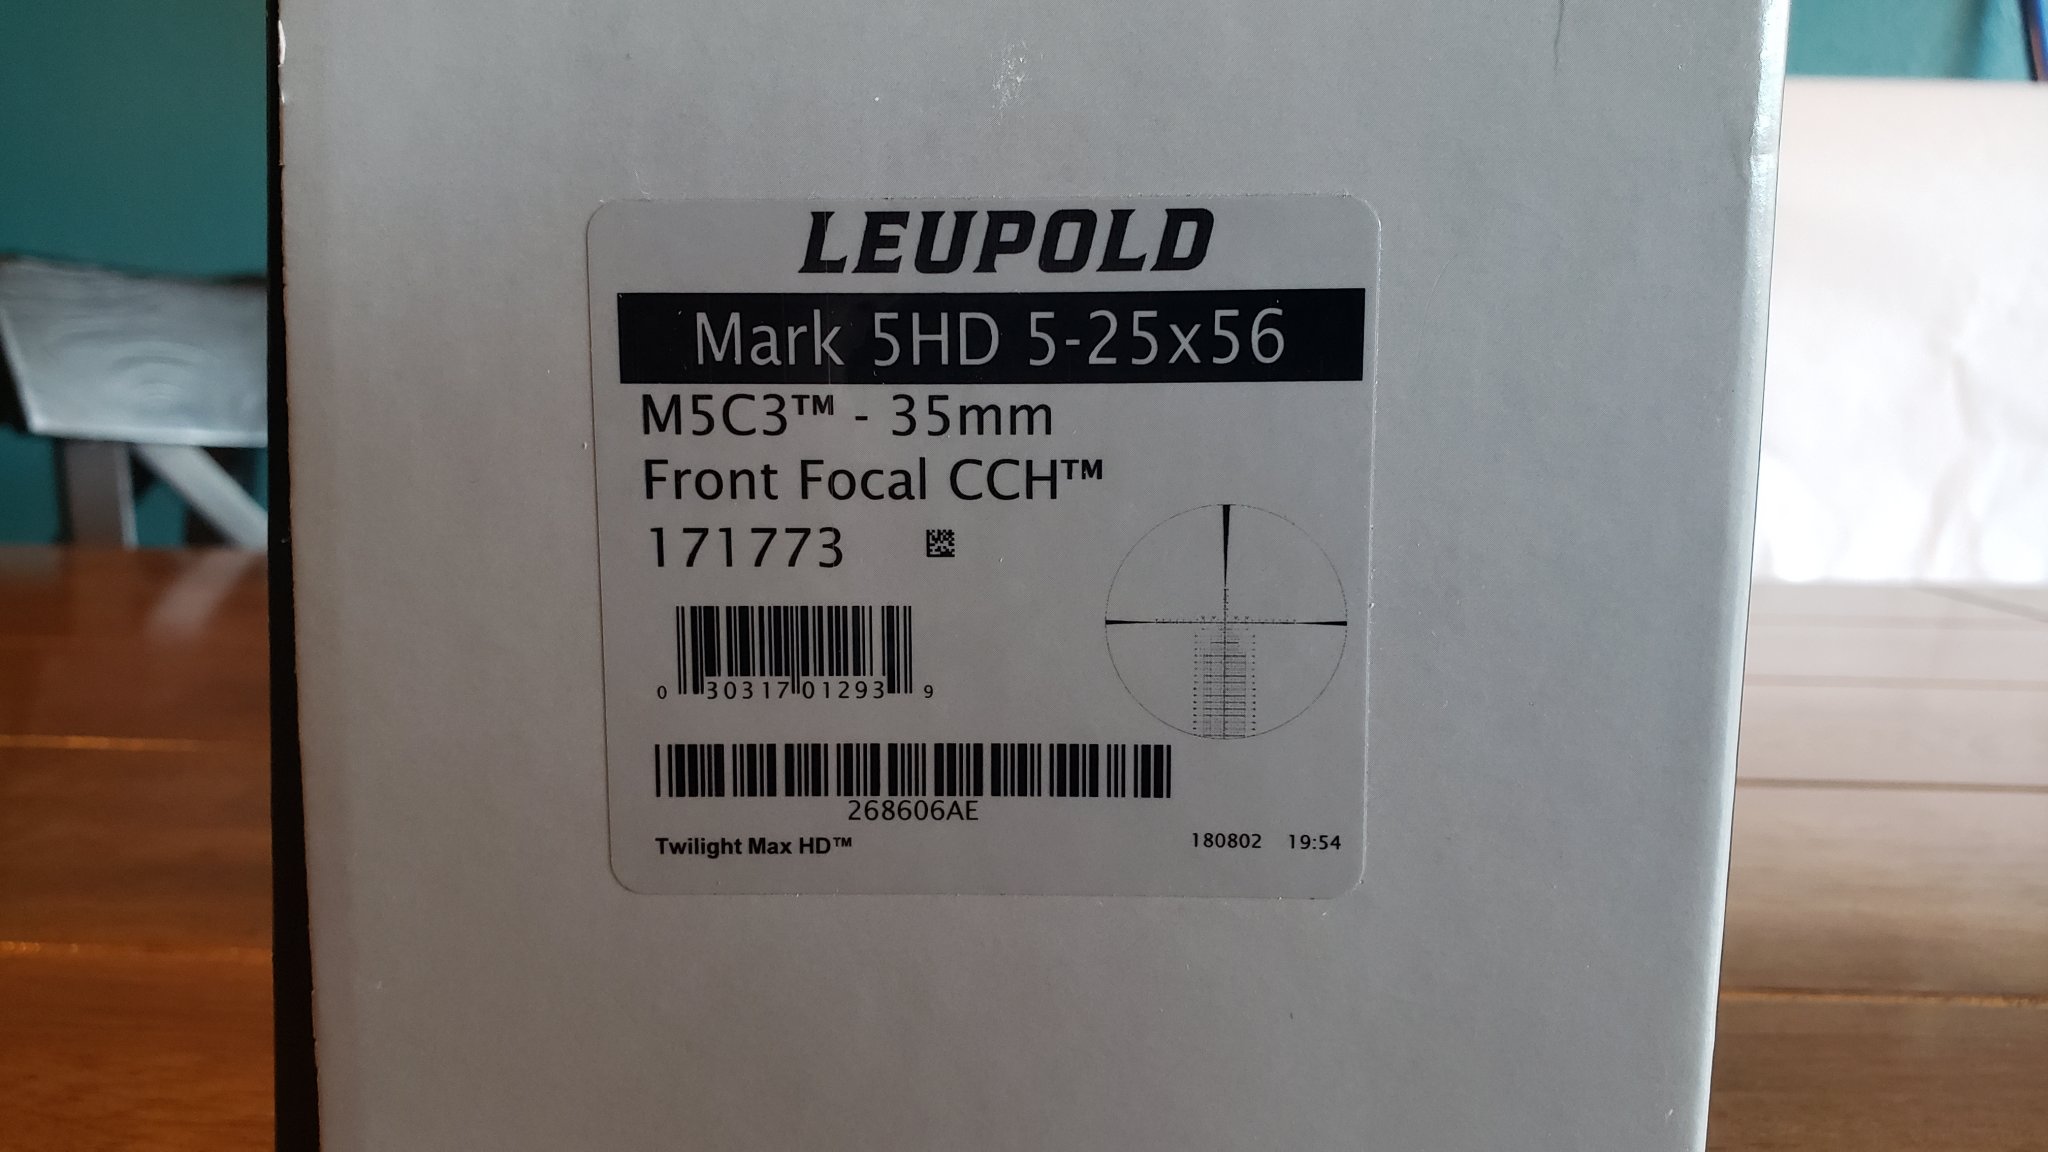 LEUPOLD
Mark 5HD 5-25x56
M5C3™ - 35mm
Front Focal CCH™
171773
0 30317 01293 9
268606AE
Twilight Max HD™ 180802 19:54